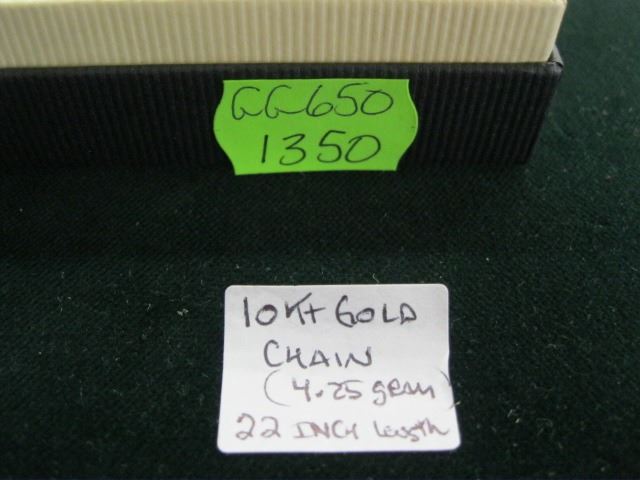 GG650
1350
10Kt GOLD
CHAIN
(4.25 gram)
22 INCH Length